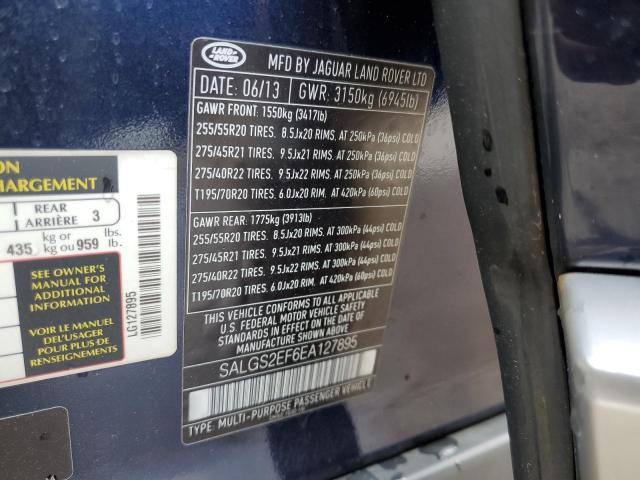 LAND ROVER
MFD BY JAGUAR LAND ROVER LTD
DATE: 06/13 GWR: 3150kg (6945lb)
GAWR FRONT: 1550kg (3417lb)
255/55R20 TIRES. 8.5Jx20 RIMS. AT 250kPa (36psi) COLD
275/45R21 TIRES. 9.5Jx21 RIMS. AT 250kPa (36psi) COLD
275/40R22 TIRES. 9.5Jx22 RIMS. AT 250kPa (36psi) COLD
T195/70R20 TIRES. 6.0Jx20 RIM. AT 420kPa (60psi) COLD
GAWR REAR: 1775kg (3913lb)
255/55R20 TIRES. 8.5Jx20 RIMS. AT 300kPa (44psi) COLD
275/45R21 TIRES. 9.5Jx21 RIMS. AT 300kPa (44psi) COLD
275/40R22 TIRES. 9.5Jx22 RIMS. AT 300kPa (44psi) COLD
T195/70R20 TIRES. 6.0Jx20 RIM. AT 420kPa (60psi) COLD
THIS VEHICLE CONFORMS TO ALL APPLICABLE
U.S. FEDERAL MOTOR VEHICLE SAFETY AND
THEFT PREVENTION STANDARDS IN EFFECT ON THE
DATE OF MANUFACTURE SHOWN ABOVE
SALGS2EF6EA127895
TYPE: MULTI-PURPOSE PASSENGER VEHICLE
ON
CHARGEMENT
REAR
ARRIÈRE 3
435 kg or kg ou 959 lbs. lb.
SEE OWNER'S
MANUAL FOR
ADDITIONAL
INFORMATION
VOIR LE MANUEL
DEL'USAGER
POUR PLUS DE
RENSEIGNEMENTS
LG127895